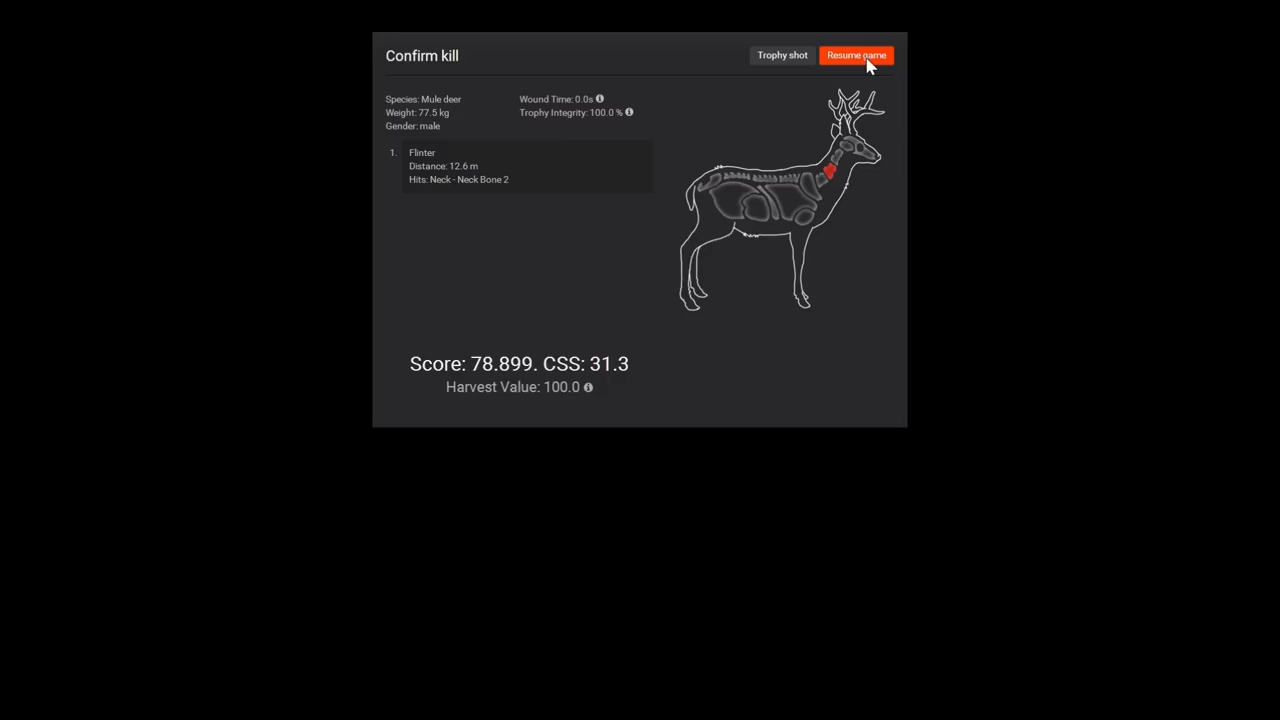 Confirm kill
Trophy shot
Resume game
Species: Mule deer
Weight: 77.5 kg
Gender: male
Wound Time: 0.0s
Trophy Integrity: 100.0 %
1.
Flinter
Distance: 12.6 m
Hits: Neck - Neck Bone 2
Score: 78.899. CSS: 31.3
Harvest Value: 100.0